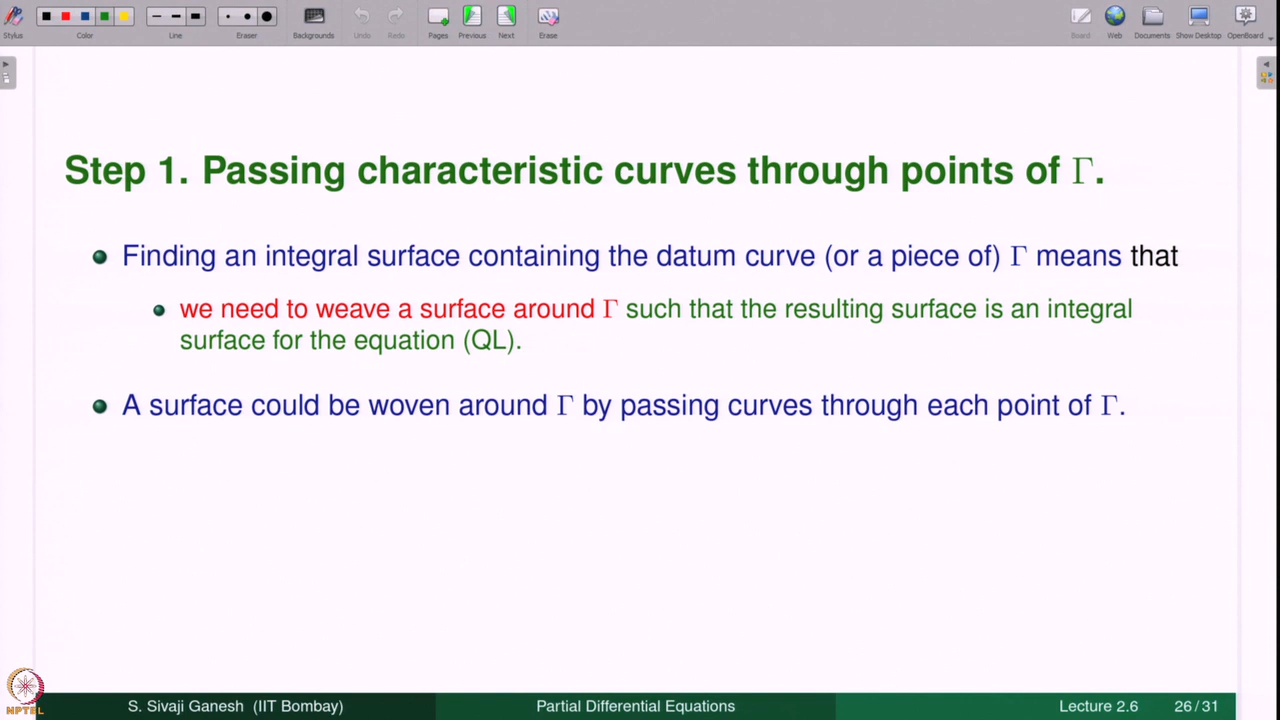 Stylus Color Line Eraser Backgrounds Undo Redo Pages Previous Next Erase Board Web Documents Show Desktop OpenBoard
Step 1. Passing characteristic curves through points of Γ.
Finding an integral surface containing the datum curve (or a piece of) Γ means that
we need to weave a surface around Γ such that the resulting surface is an integral
surface for the equation (QL).
A surface could be woven around Γ by passing curves through each point of Γ.
NPTEL
S. Sivaji Ganesh (IIT Bombay) Partial Differential Equations Lecture 2.6 26/31